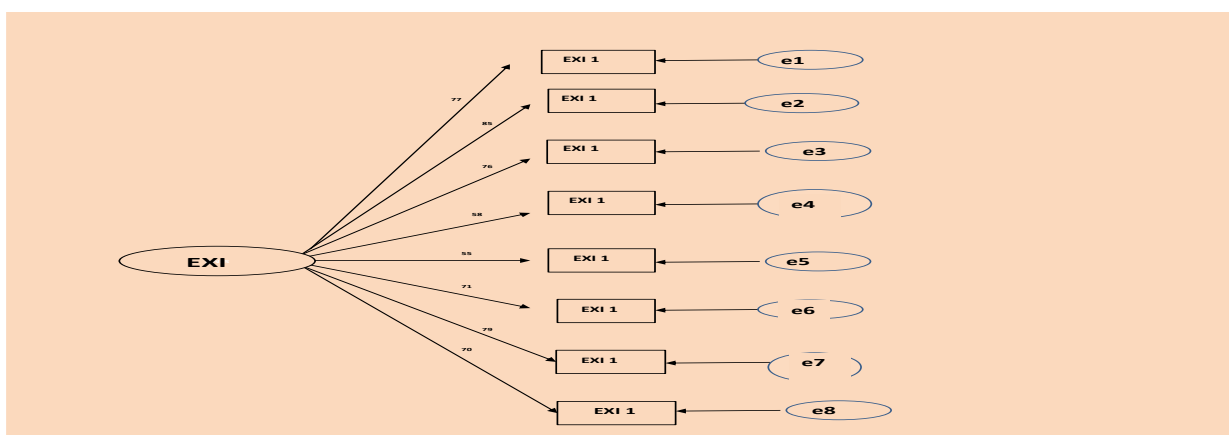 EXI 1 e1
77
EXI 1 e2
85
EXI 1 e3
76
EXI 1 e4
58
EXI
55
EXI 1 e5
71
EXI 1 e6
79
70
EXI 1 e7
EXI 1 e8